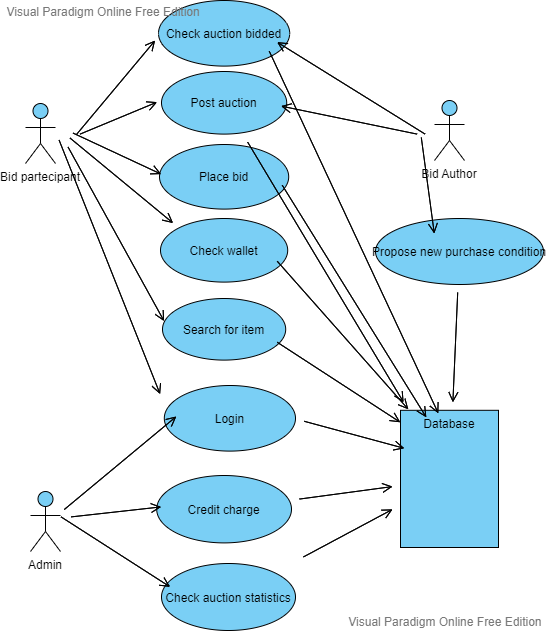 Visual Paradigm Online Free Edition
Check auction bidded
Post auction
Bid partecipant
Bid Author
Place bid
Check wallet
Propose new purchase condition
Search for item
Login
Database
Credit charge
Admin
Check auction statistics
Visual Paradigm Online Free Edition